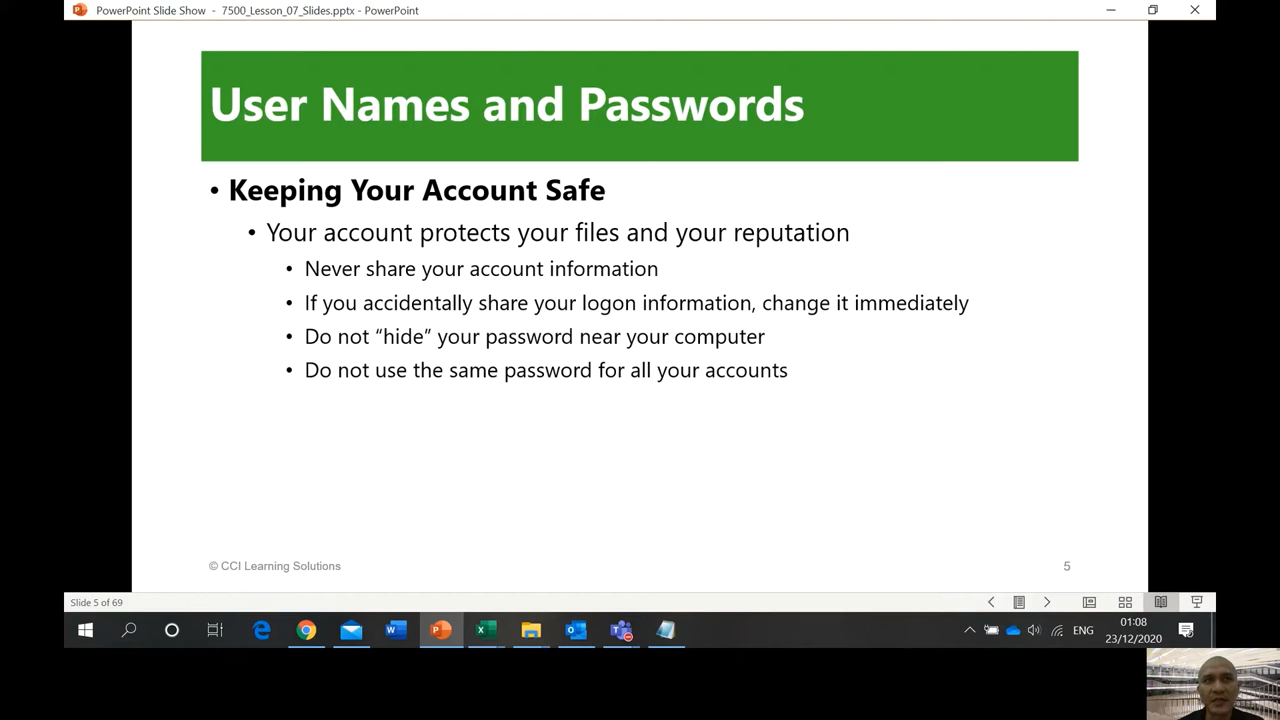 PowerPoint Slide Show - 7500_Lesson_07_Slides.pptx - PowerPoint
User Names and Passwords
• Keeping Your Account Safe
• Your account protects your files and your reputation
• Never share your account information
• If you accidentally share your logon information, change it immediately
• Do not “hide” your password near your computer
• Do not use the same password for all your accounts
© CCI Learning Solutions
5
Slide 5 of 69
ENG
01:08
23/12/2020